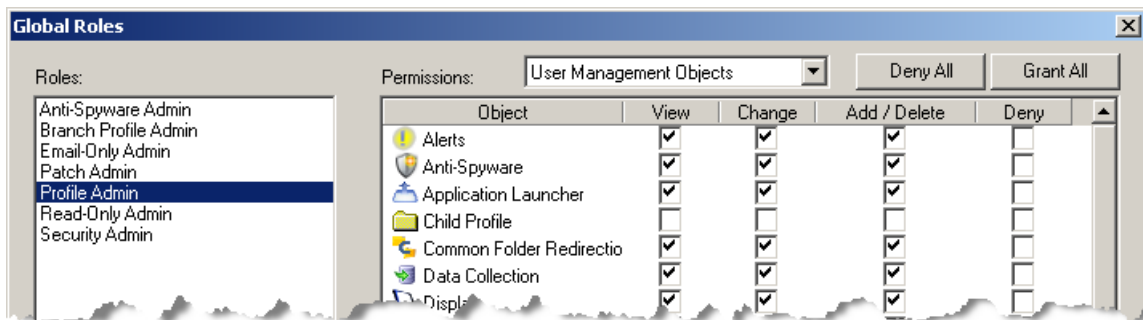 Global Roles
Roles:
Permissions:
User Management Objects
Deny All
Grant All
Anti-Spyware Admin
Branch Profile Admin
Email-Only Admin
Patch Admin
Profile Admin
Read-Only Admin
Security Admin
Object View Change Add / Delete Deny
Alerts
Anti-Spyware
Application Launcher
Child Profile
Common Folder Redirectio
Data Collection
Displa